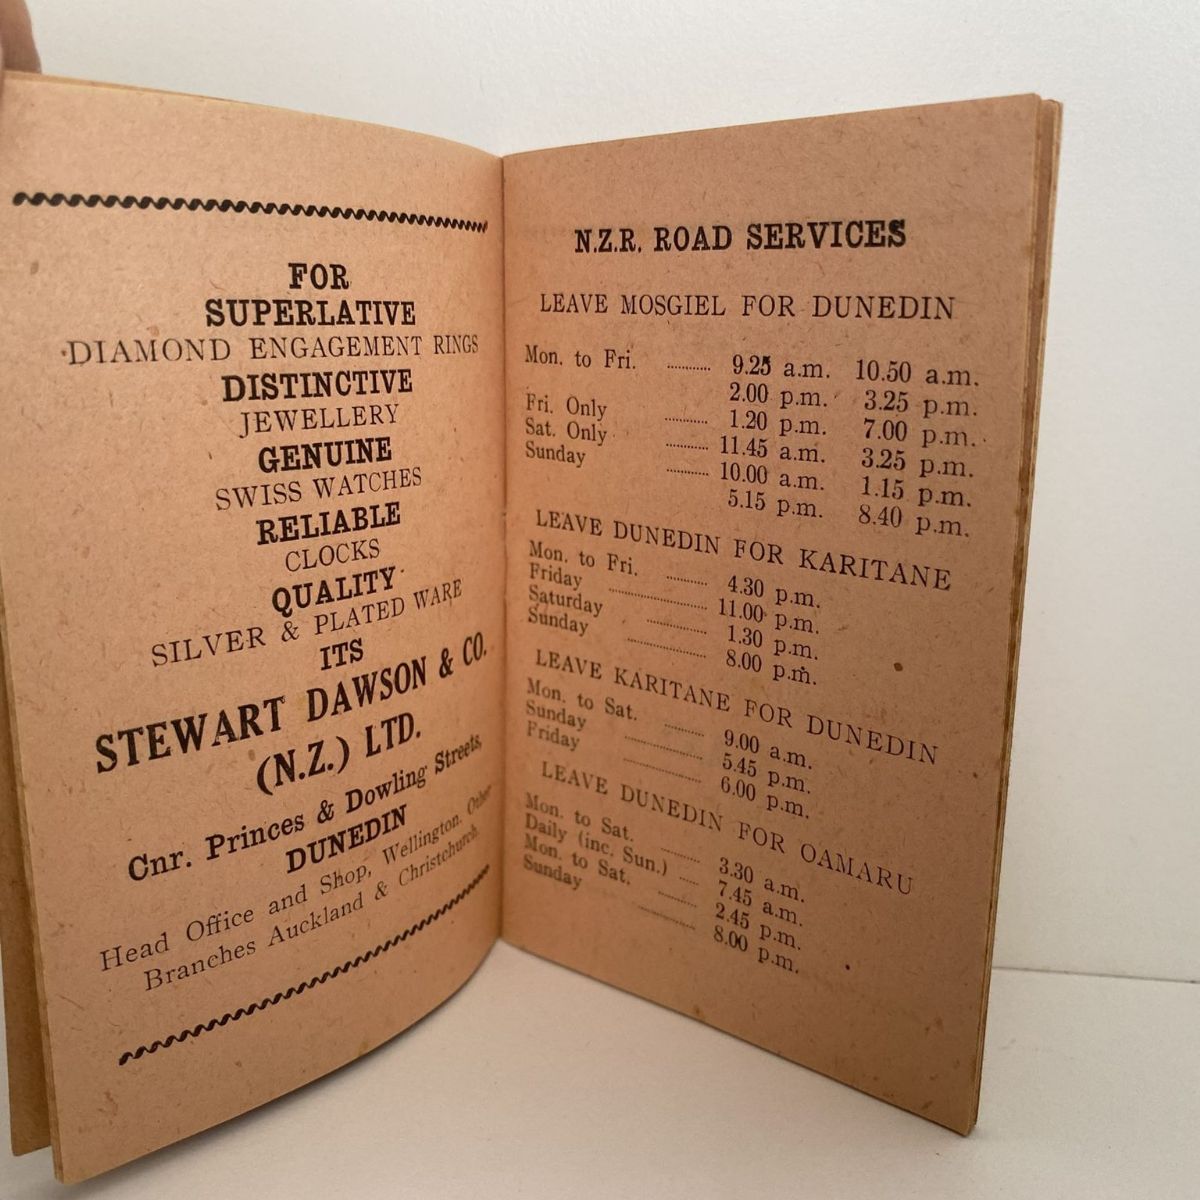 FOR
SUPERLATIVE
DIAMOND ENGAGEMENT RINGS
DISTINCTIVE
JEWELLERY
GENUINE
SWISS WATCHES
RELIABLE
CLOCKS
QUALITY
SILVER & PLATED WARE
ITS
STEWART DAWSON & CO.
(N.Z.) LTD.
Cnr. Princes & Dowling Streets,
DUNEDIN
Head Office and Shop, Wellington. Other
Branches Auckland & Christchurch.
N.Z.R. ROAD SERVICES
LEAVE MOSGIEL FOR DUNEDIN
Mon. to Fri. ............ 9.25 a.m. 10.50 a.m.
2.00 p.m. 3.25 p.m.
Fri. Only ............ 1.20 p.m. 7.00 p.m.
Sat. Only ............ 11.45 a.m. 3.25 p.m.
Sunday ............ 10.00 a.m. 1.15 p.m.
5.15 p.m. 8.40 p.m.
LEAVE DUNEDIN FOR KARITANE
Mon. to Fri. ............ 4.30 p.m.
Friday ............................ 11.00 p.m.
Saturday .................. 1.30 p.m.
Sunday ........................ 8.00 p.m.
LEAVE KARITANE FOR DUNEDIN
Mon. to Sat. ............ 9.00 a.m.
Sunday ........................ 5.45 p.m.
Friday ........................ 6.00 p.m.
LEAVE DUNEDIN FOR OAMARU
Mon. to Sat. ............ 3.30 a.m.
Daily (inc. Sun.) ...... 7.45 a.m.
Mon. to Sat. ............ 2.45 p.m.
Sunday .................. 8.00 p.m.